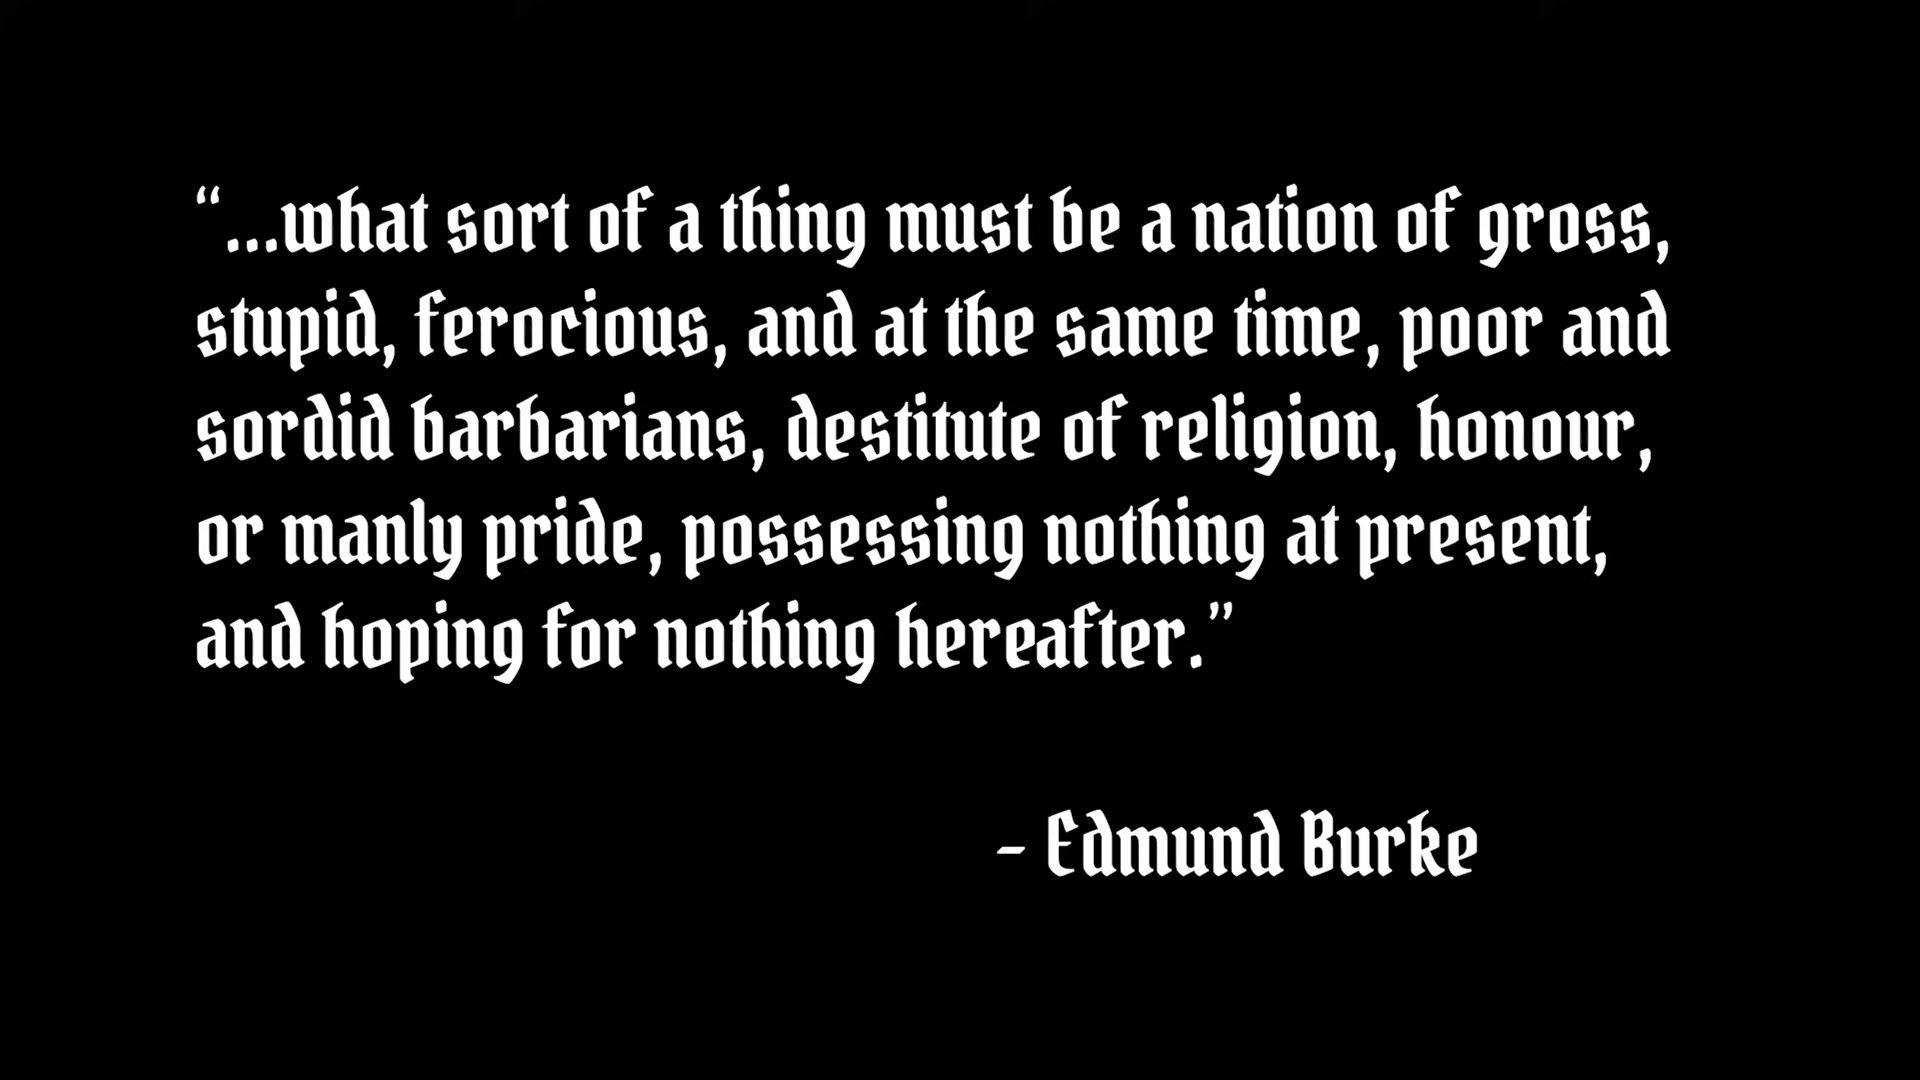 “...what sort of a thing must be a nation of gross,
stupid, ferocious, and at the same time, poor and
sordid barbarians, destitute of religion, honour,
or manly pride, possessing nothing at present,
and hoping for nothing hereafter.”
- Edmund Burke